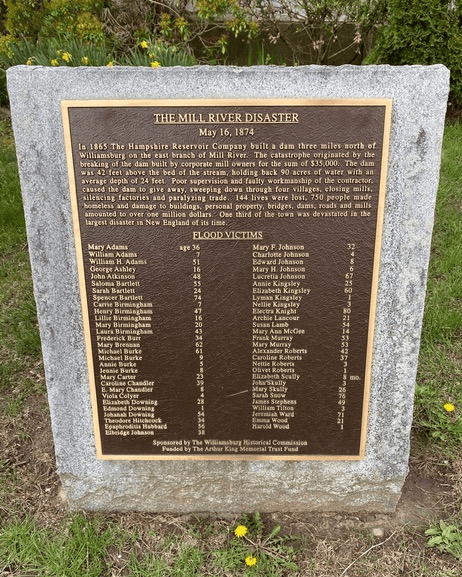 THE MILL RIVER DISASTER
May 16, 1874
In 1865 The Hampshire Reservoir Company built a dam three miles north of
Williamsburg on the east branch of Mill River. The catastrophe originated by the
breaking of the dam built by corporate mill owners for the sum of $35,000. The dam
was 42 feet above the bed of the stream, holding back 90 acres of water with an
average depth of 24 feet. Poor supervision and faulty workmanship of the contractor,
caused the dam to give away, sweeping down through four villages, closing mills,
silencing factories and paralyzing trade. 144 lives were lost, 750 people made
homeless and damage to buildings, personal property, bridges, dams, roads and mills
amounted to over one million dollars. One third of the town was devastated in the
largest disaster in New England of its time.
FLOOD VICTIMS
Mary Adams age 36
William Adams 7
William H. Adams 51
George Ashley 16
John Atkinson 48
Saloma Bartlett 55
Sarah Bartlett 24
Spencer Bartlett 74
Carrie Birmingham 7
Henry Birmingham 47
Lillie Birmingham 16
Mary Birmingham 20
Laura Birmingham 43
Frederick Burr 34
Mary Brennan 62
Michael Burke 61
Michael Burke 9
Annie Burke 7
Jennie Burke
Mary Carter 23
Caroline Chandler 39
E. Mary Chandler 8
Viola Colyer 4
Elizabeth Downing 28
Edmond Downing 1
Johanah Downing 54
Theodore Hitchcock 34
Epaphroditus Hubbard 56
Elbridge Johnson 38
Mary F. Johnson 32
Charlotte Johnson 4
Edward Johnson 8
Mary H. Johnson 6
Lucretia Johnson 67
Annie Kingsley 25
Elizabeth Kingsley 60
Lyman Kingsley 1
Nellie Kingsley 3
Electa Knight 80
Archie Lancour 21
Susan Lamb 54
Mary Ann McGee 14
Frank Murray 53
Mary Murray 53
Alexander Roberts 42
Caroline Roberts 37
Nettie Roberts 3
Olivet Roberts 1
Elizabeth Scully 8 mo.
John Skully 3
Mary Skully 26
Sarah Snow 76
James Stephens 49
William Tilton 3
Jeremiah Ward 71
Emma Wood 21
Harold Wood 1
Sponsored by The Williamsburg Historical Commission
Funded by The Arthur King Memorial Trust Fund